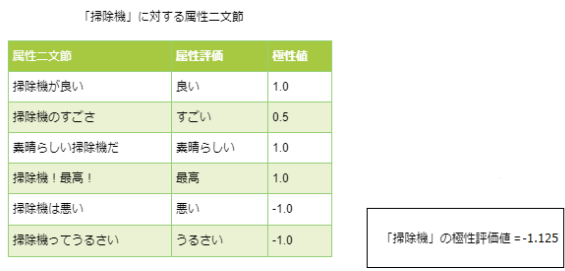 「掃除機」に対する属性二文節
属性二文節 属性評価 極性値
掃除機が良い 良い 1.0
掃除機のすごさ すごい 0.5
素晴らしい掃除機だ 素晴らしい 1.0
掃除機！最高！ 最高 1.0
掃除機は悪い 悪い -1.0
掃除機ってうるさい うるさい -1.0
「掃除機」の極性評価値 =-1.125